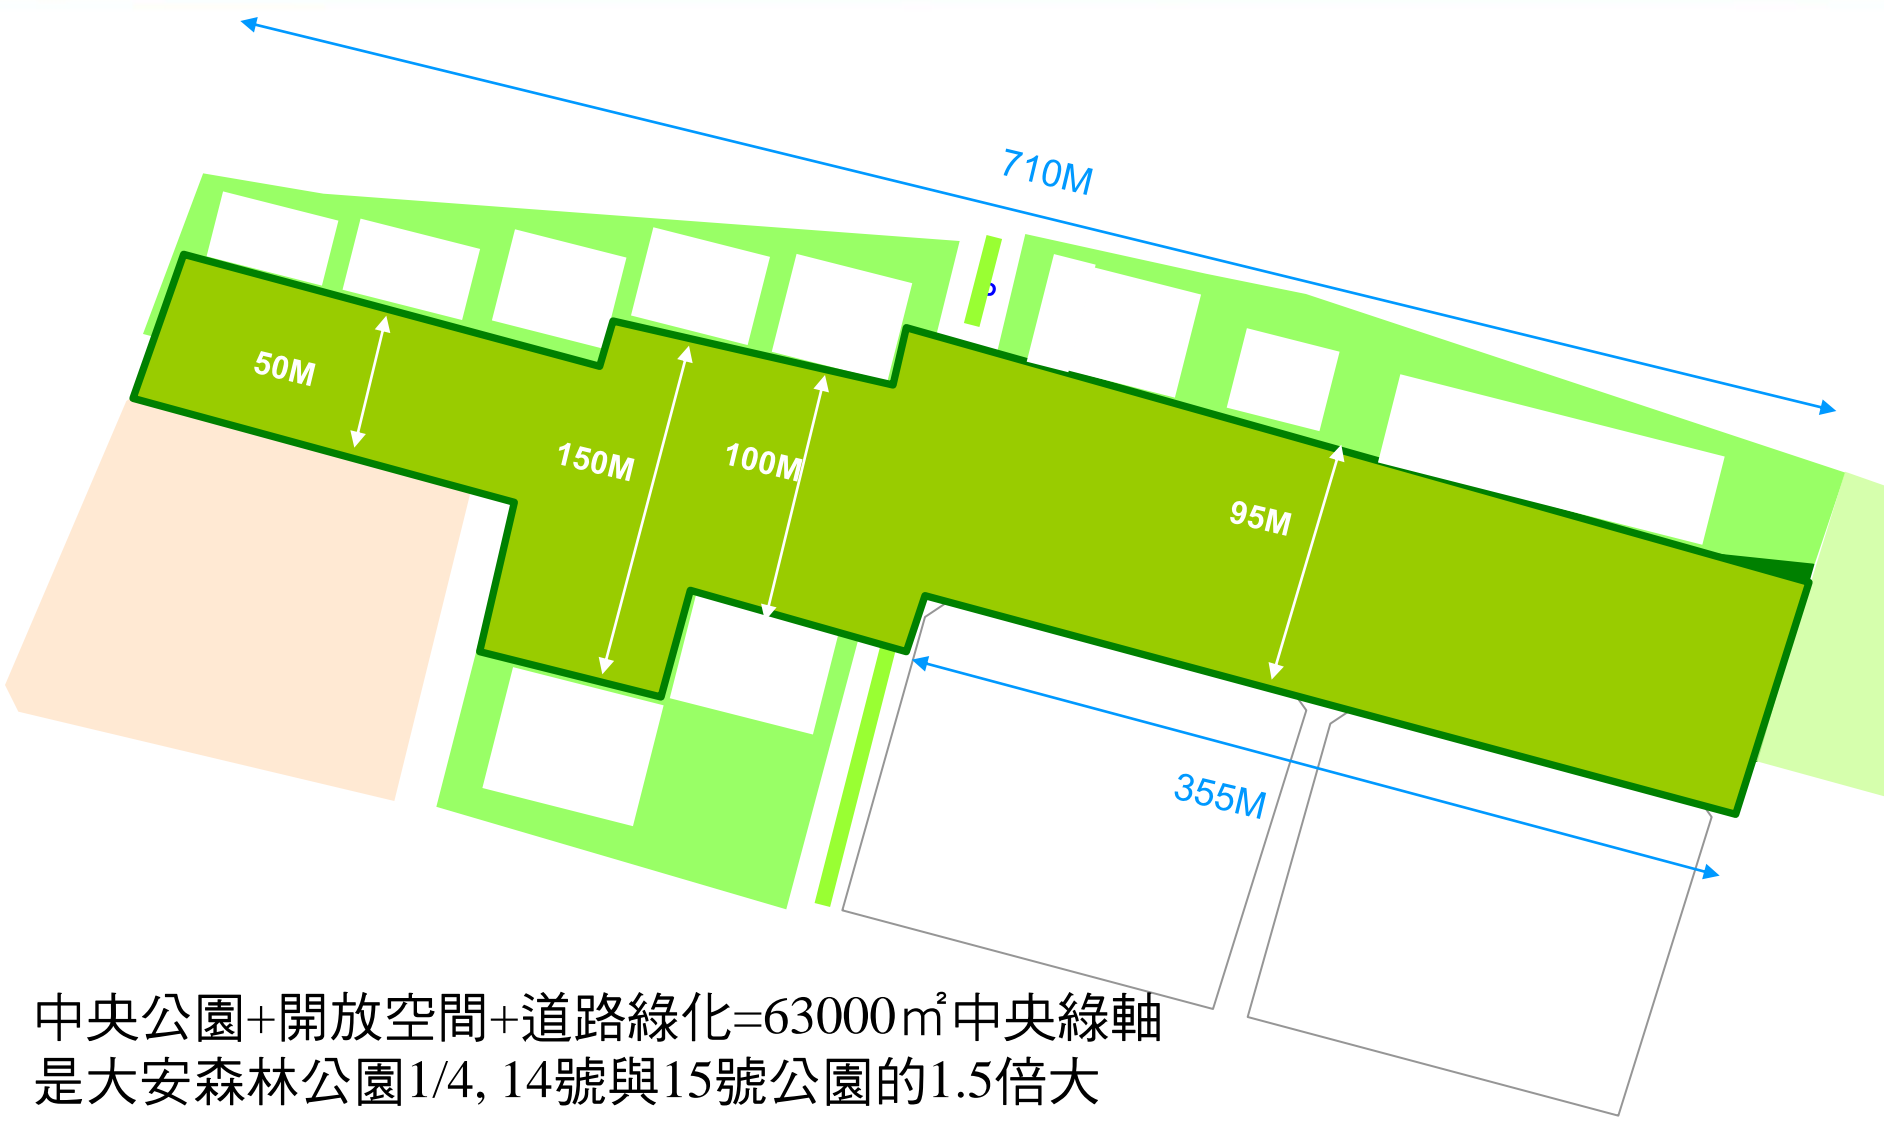 710M
50M
150M
100M
95M
355M
中央公園+開放空間+道路綠化=63000㎡中央綠軸
是大安森林公園1/4, 14號與15號公園的1.5倍大